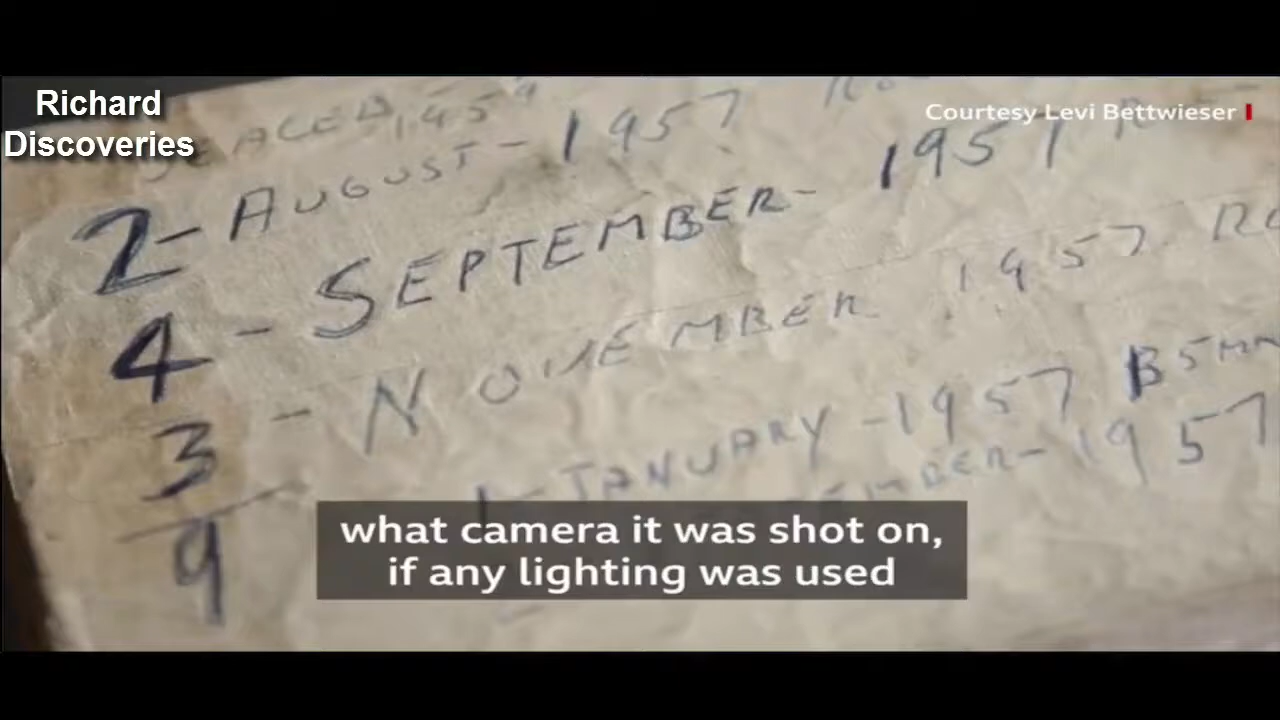 Richard
Discoveries
Courtesy Levi Bettwieser
2 - AUGUST - 1957
4 - SEPTEMBER - 1957
3 - NOVEMBER 1957
9
1 - JANUARY - 1957
1957
what camera it was shot on,
if any lighting was used